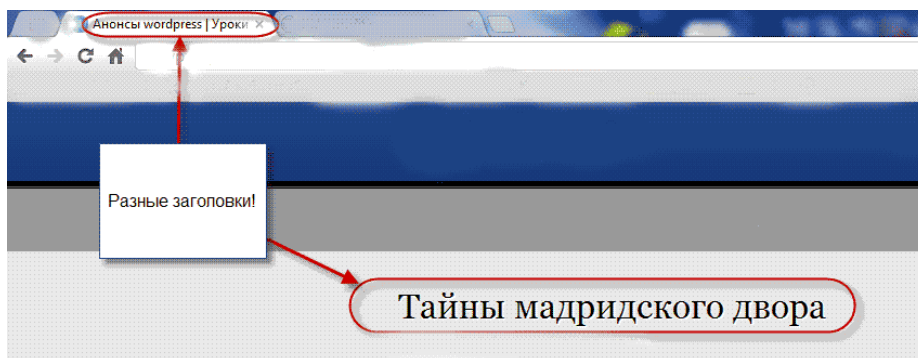 Анонсы wordpress | Уроки
Разные заголовки!
Тайны мадридского двора